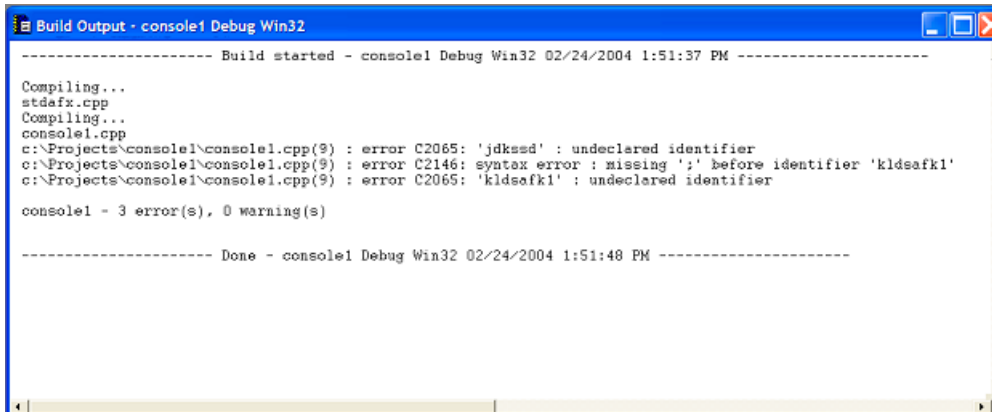 Build Output - console1 Debug Win32
---------------------- Build started - console1 Debug Win32 02/24/2004 1:51:37 PM ----------------------
Compiling...
stdafx.cpp
Compiling...
console1.cpp
c:\Projects\console1\console1.cpp(9) : error C2065: 'jdkssd' : undeclared identifier
c:\Projects\console1\console1.cpp(9) : error C2146: syntax error : missing ';' before identifier 'kldsafk1'
c:\Projects\console1\console1.cpp(9) : error C2065: 'kldsafk1' : undeclared identifier
console1 - 3 error(s), 0 warning(s)
---------------------- Done - console1 Debug Win32 02/24/2004 1:51:48 PM ----------------------